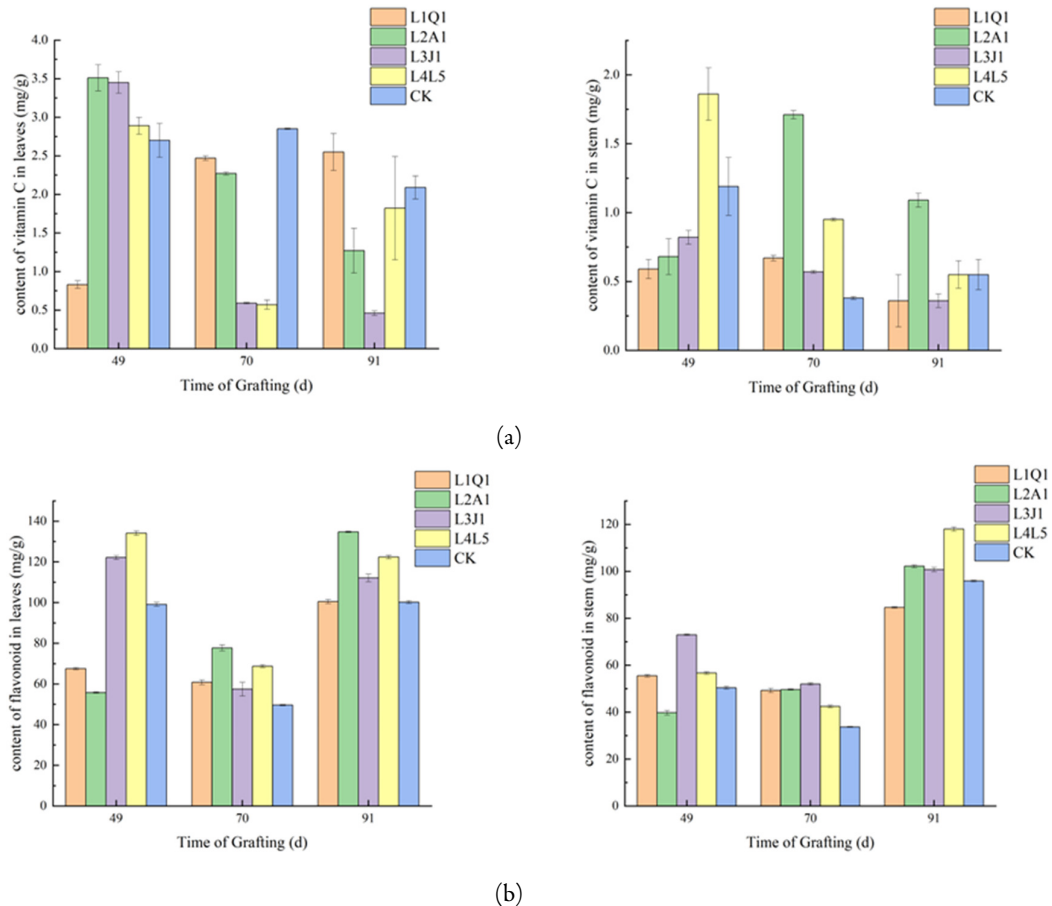 (a)
L1Q1
L2A1
L3J1
L4L5
CK
content of vitamin C in leaves (mg/g)
4.0
3.5
3.0
2.5
2.0
1.5
1.0
0.5
0.0
49 70 91
Time of Grafting (d)
L1Q1
L2A1
L3J1
L4L5
CK
content of vitamin C in stem (mg/g)
2.0
1.5
1.0
0.5
0.0
49 70 91
Time of Grafting (d)
(a)
L1Q1
L2A1
L3J1
L4L5
CK
content of flavonoid in leaves (mg/g)
140
120
100
80
60
40
20
0
49 70 91
Time of Grafting (d)
L1Q1
L2A1
L3J1
L4L5
CK
content of flavonoid in stem (mg/g)
120
100
80
60
40
20
0
49 70 91
Time of Grafting (d)
(b)